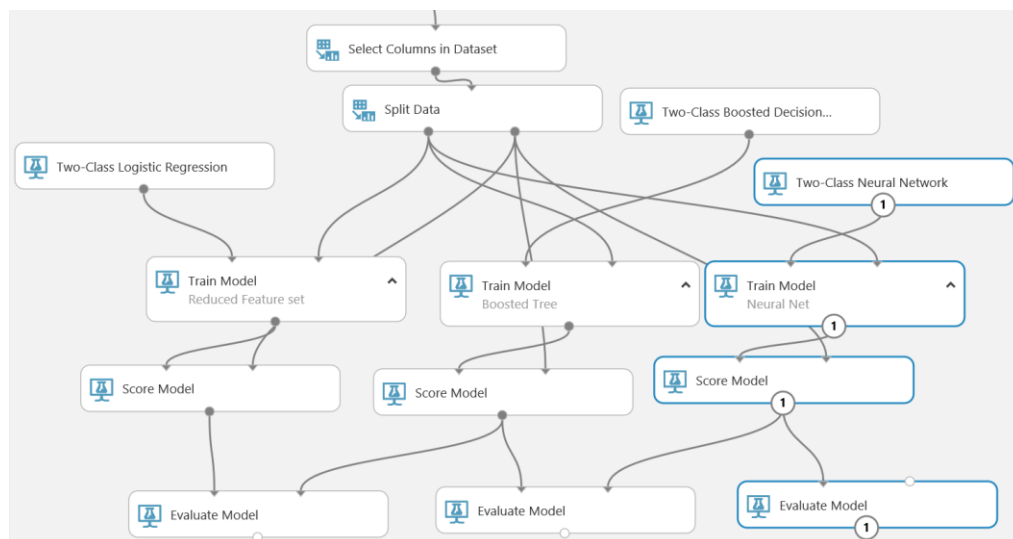 Select Columns in Dataset
Split Data
Two-Class Boosted Decision...
Two-Class Logistic Regression
Two-Class Neural Network
1
Train Model
Reduced Feature set
Train Model
Boosted Tree
Train Model
Neural Net
1
Score Model
Score Model
Score Model
1
Evaluate Model
Evaluate Model
Evaluate Model
1